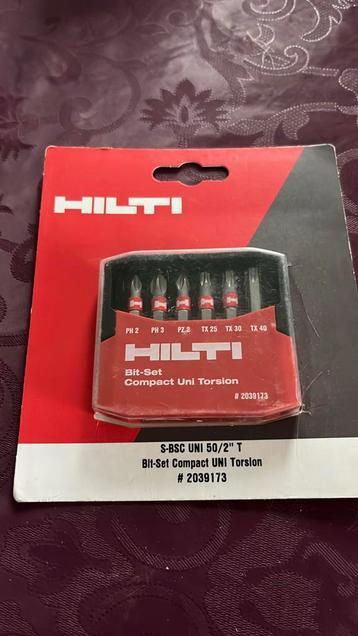 HILTI
PH 2 PH 3 PZ 2 TX 25 TX 30 TX 40
HILTI
Bit-Set
Compact Uni Torsion
# 2039173
S-BSC UNI 50/2" T
Bit-Set Compact UNI Torsion
# 2039173